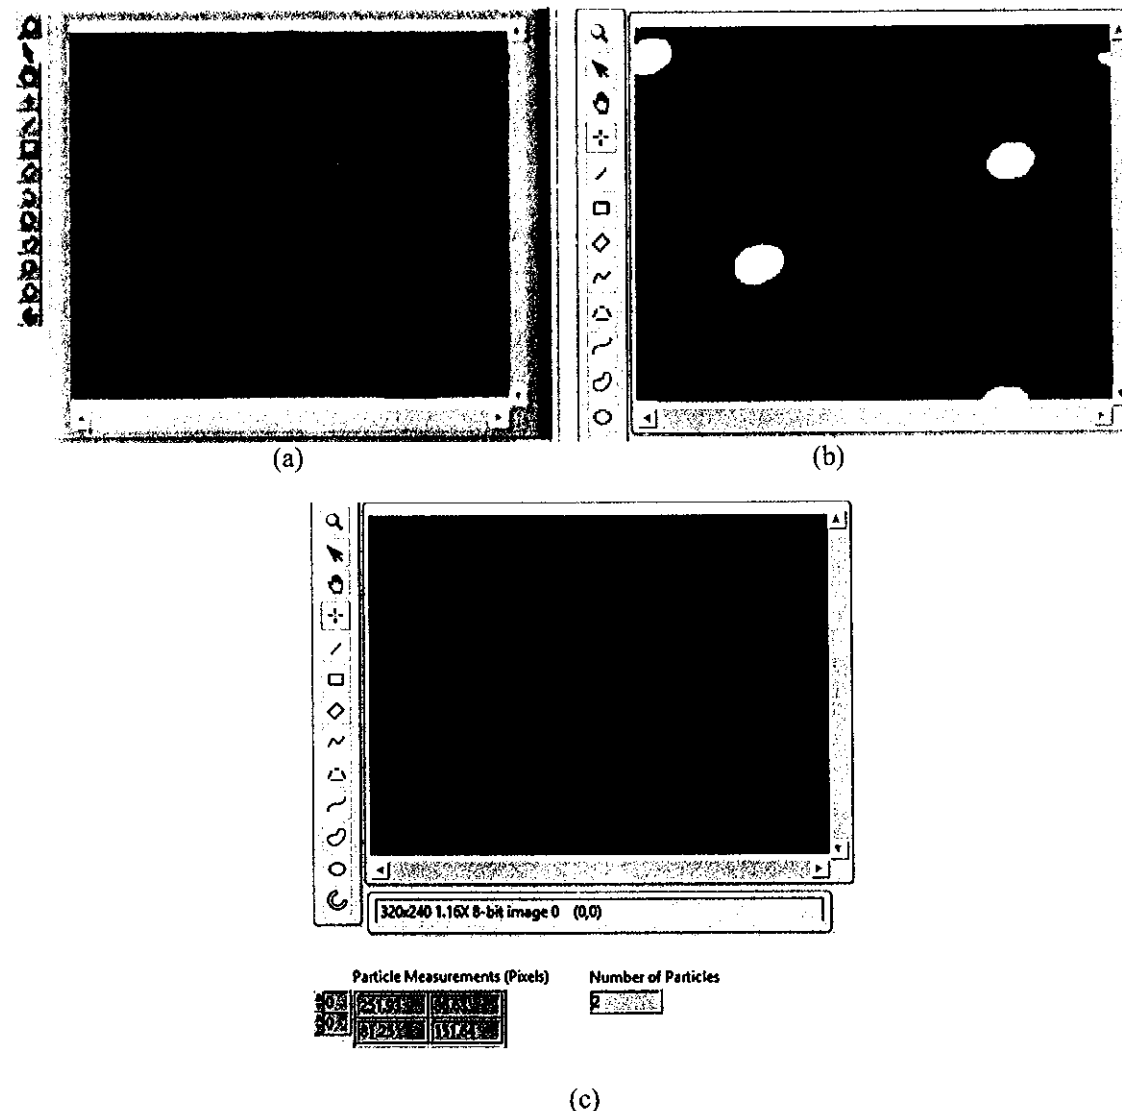 (a)
(b)
320x240 1.16X 8-bit image 0 (0,0)
Particle Measurements (Pixels) Number of Particles
2
(c)